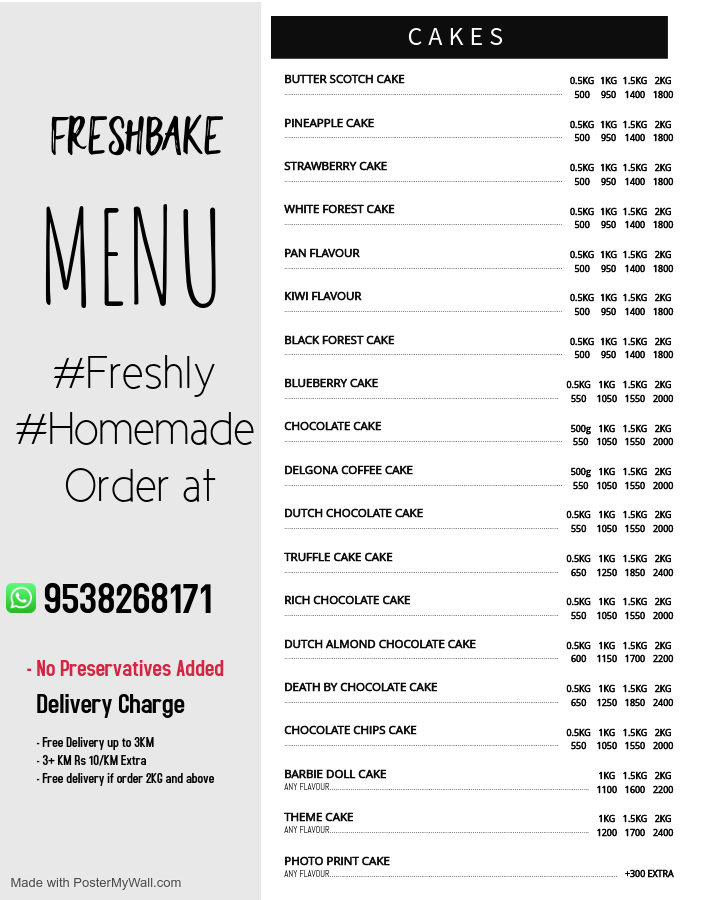 FRESHBAKE
MENU
#Freshly
#Homemade
Order at
9538268171
- No Preservatives Added
Delivery Charge
- Free Delivery up to 3KM
- 3+ KM Rs 10/KM Extra
- Free delivery if order 2KG and above
Made with PosterMyWall.com
CAKES
BUTTER SCOTCH CAKE 0.5KG 1KG 1.5KG 2KG
500 950 1400 1800
PINEAPPLE CAKE 0.5KG 1KG 1.5KG 2KG
500 950 1400 1800
STRAWBERRY CAKE 0.5KG 1KG 1.5KG 2KG
500 950 1400 1800
WHITE FOREST CAKE 0.5KG 1KG 1.5KG 2KG
500 950 1400 1800
PAN FLAVOUR 0.5KG 1KG 1.5KG 2KG
500 950 1400 1800
KIWI FLAVOUR 0.5KG 1KG 1.5KG 2KG
500 950 1400 1800
BLACK FOREST CAKE 0.5KG 1KG 1.5KG 2KG
500 950 1400 1800
BLUEBERRY CAKE 0.5KG 1KG 1.5KG 2KG
550 1050 1550 2000
CHOCOLATE CAKE 500g 1KG 1.5KG 2KG
550 1050 1550 2000
DELGONA COFFEE CAKE 500g 1KG 1.5KG 2KG
550 1050 1550 2000
DUTCH CHOCOLATE CAKE 0.5KG 1KG 1.5KG 2KG
550 1050 1550 2000
TRUFFLE CAKE CAKE 0.5KG 1KG 1.5KG 2KG
650 1250 1850 2400
RICH CHOCOLATE CAKE 0.5KG 1KG 1.5KG 2KG
550 1050 1550 2000
DUTCH ALMOND CHOCOLATE CAKE 0.5KG 1KG 1.5KG 2KG
600 1150 1700 2200
DEATH BY CHOCOLATE CAKE 0.5KG 1KG 1.5KG 2KG
650 1250 1850 2400
CHOCOLATE CHIPS CAKE 0.5KG 1KG 1.5KG 2KG
550 1050 1550 2000
BARBIE DOLL CAKE 1KG 1.5KG 2KG
ANY FLAVOUR 1100 1600 2200
THEME CAKE 1KG 1.5KG 2KG
ANY FLAVOUR 1200 1700 2400
PHOTO PRINT CAKE
ANY FLAVOUR +300 EXTRA